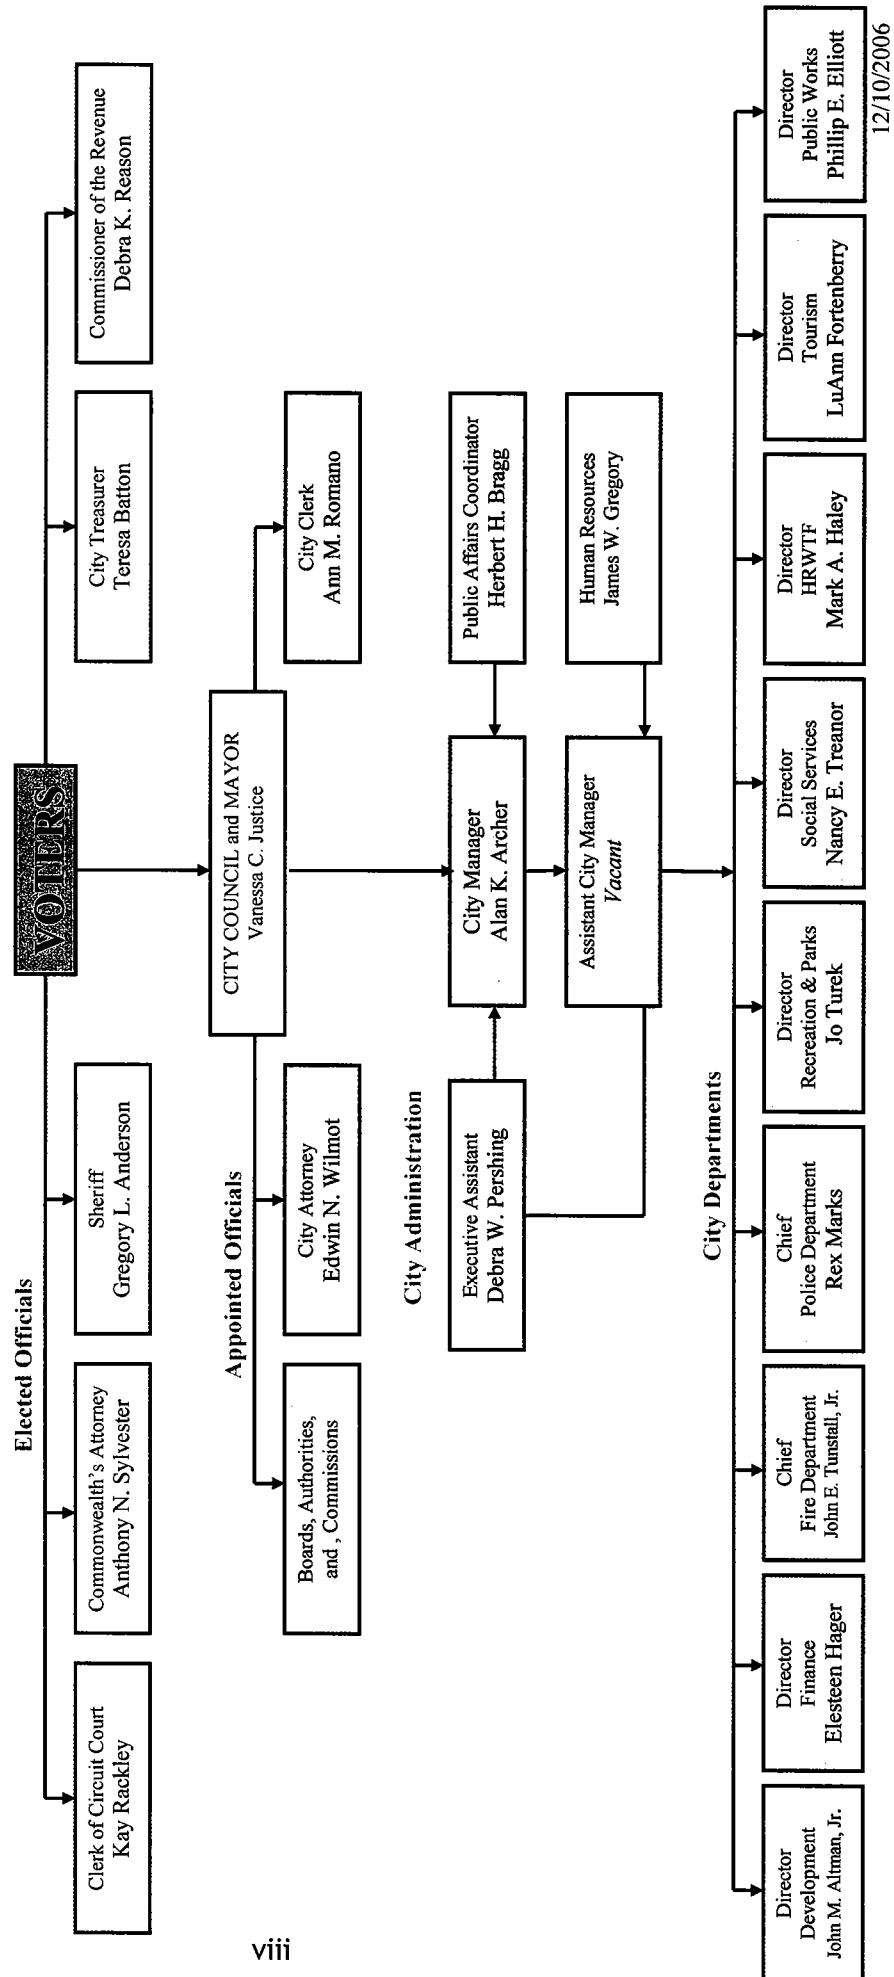 VOTERS
Elected Officials
Clerk of Circuit Court
Kay Rackley
Commonwealth's Attorney
Anthony N. Sylvester
Sheriff
Gregory L. Anderson
City Treasurer
Teresa Batton
Commissioner of the Revenue
Debra K. Reason
CITY COUNCIL and MAYOR
Vanessa C. Justice
Appointed Officials
Boards, Authorities,
and , Commissions
City Attorney
Edwin N. Wilmot
City Clerk
Ann M. Romano
City Administration
Executive Assistant
Debra W. Pershing
City Manager
Alan K. Archer
Public Affairs Coordinator
Herbert H. Bragg
Assistant City Manager
Vacant
Human Resources
James W. Gregory
City Departments
Director
Development
John M. Altman, Jr.
Director
Finance
Elesteen Hager
Chief
Fire Department
John E. Tunstall, Jr.
Chief
Police Department
Rex Marks
Director
Recreation & Parks
Jo Turek
Director
Social Services
Nancy E. Treanor
Director
HRWTF
Mark A. Haley
Director
Tourism
LuAnn Fortenberry
Director
Public Works
Phillip E. Elliott
12/10/2006
viii